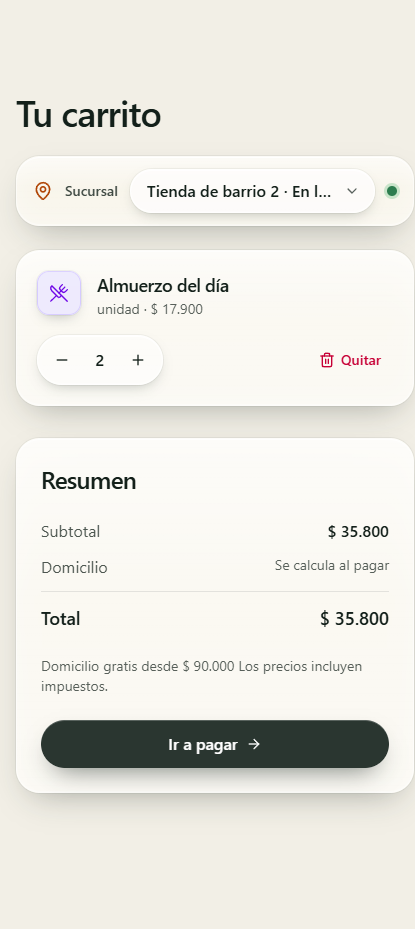 Tu carrito
Sucursal
Tienda de barrio 2 · En l...
Almuerzo del día
unidad · $ 17.900
2
Quitar
Resumen
Subtotal
$ 35.800
Domicilio
Se calcula al pagar
Total
$ 35.800
Domicilio gratis desde $ 90.000 Los precios incluyen
impuestos.
Ir a pagar